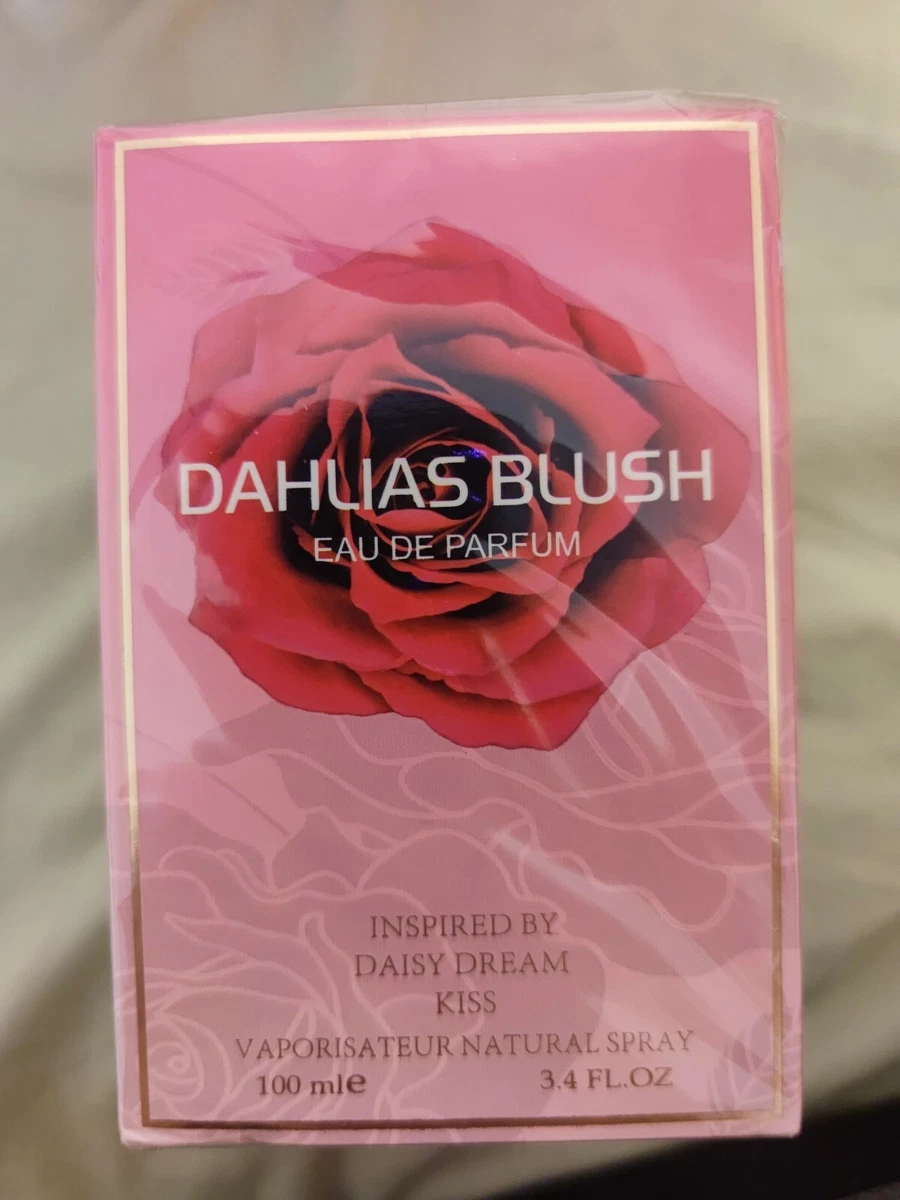 DAHLIAS BLUSH
EAU DE PARFUM
INSPIRED BY
DAISY DREAM
KISS
VAPORISATEUR NATURAL SPRAY
100 mle 3.4 FL.OZ